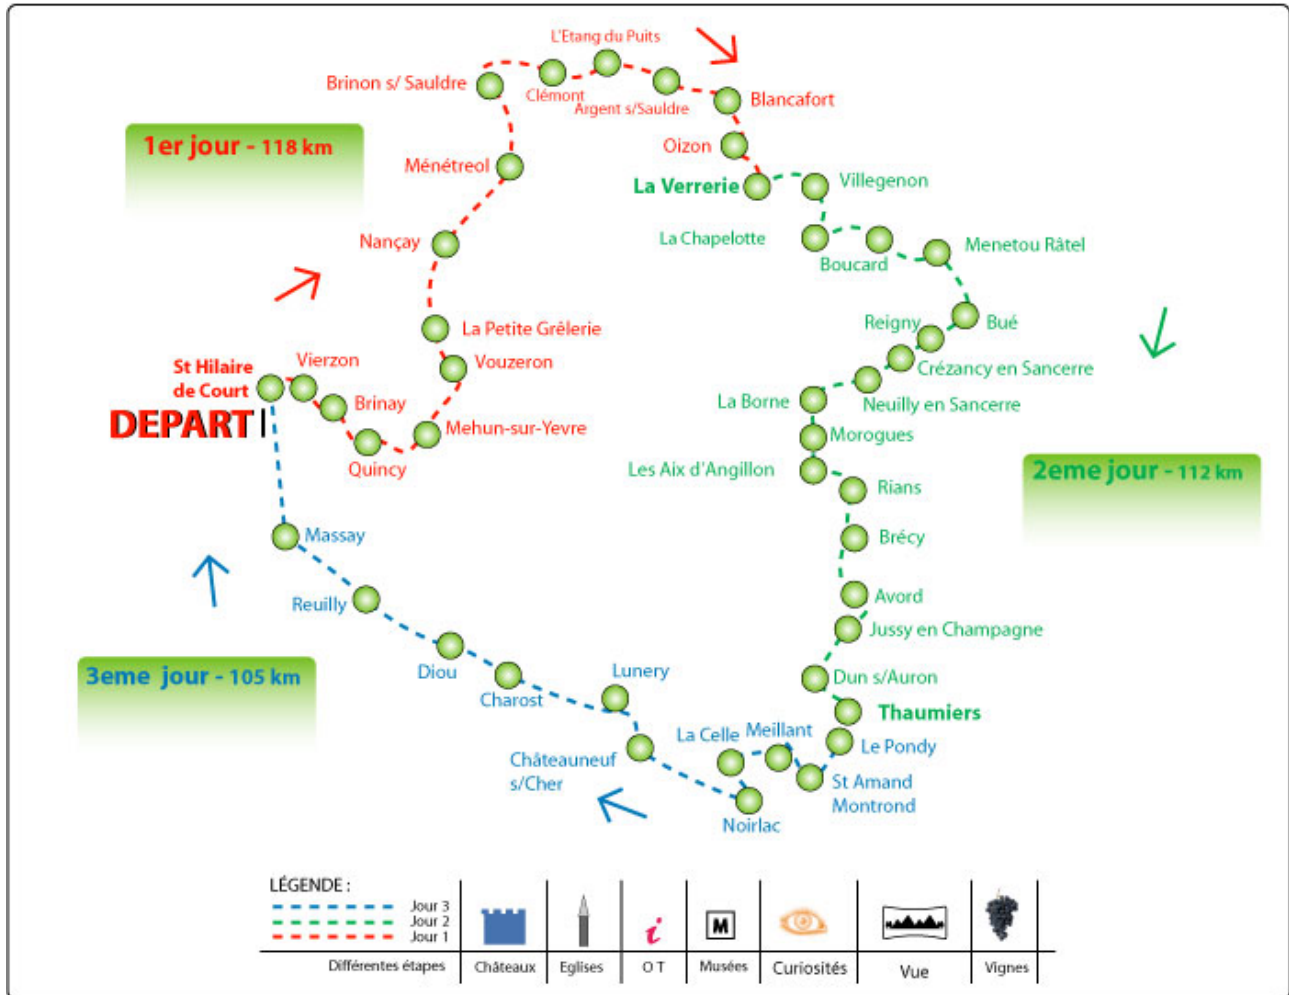 L'Etang du Puits
Brinon s/ Sauldre
Clémont
Argent s/Sauldre
Blancafort
1er jour - 118 km
Oizon
Ménétreol
La Verrerie
Villegenon
Nançay
La Chapelotte
Boucard
Menetou Râtel
La Petite Grêlerie
Reigny
Bué
St Hilaire
de Court
DEPART
Vierzon
Vouzeron
Crézancy en Sancerre
Brinay
La Borne
Neuilly en Sancerre
Mehun-sur-Yevre
Morogues
Quincy
Les Aix d'Angillon
2eme jour - 112 km
Rians
Massay
Brécy
Reuilly
Avord
Jussy en Champagne
3eme jour - 105 km
Diou
Lunery
Dun s/Auron
Charost
Thaumiers
La Celle
Meillant
Le Pondy
Châteauneuf
s/Cher
St Amand
Montrond
Noirlac
LÉGENDE :
Jour 3
Jour 2
Jour 1
i
M
Différentes étapes
Châteaux
Eglises
O T
Musées
Curiosités
Vue
Vignes